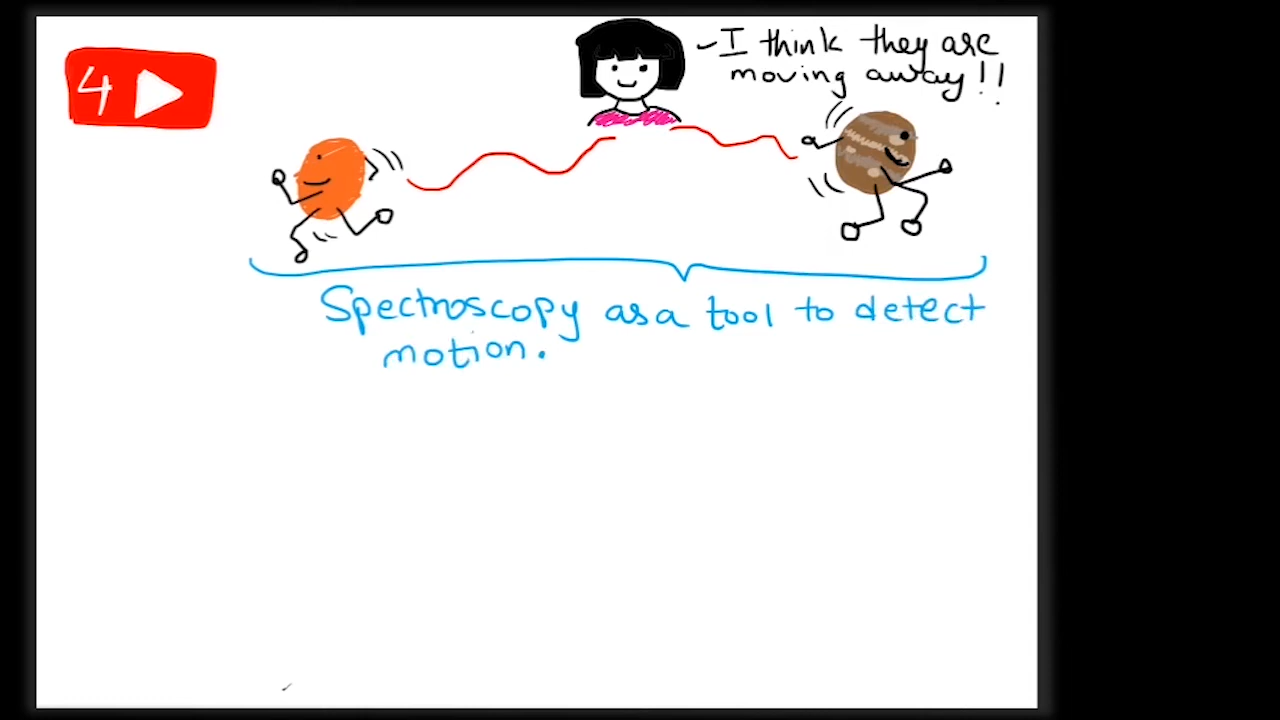 4
- I think they are
moving away!!
Spectroscopy as a tool to detect
motion.